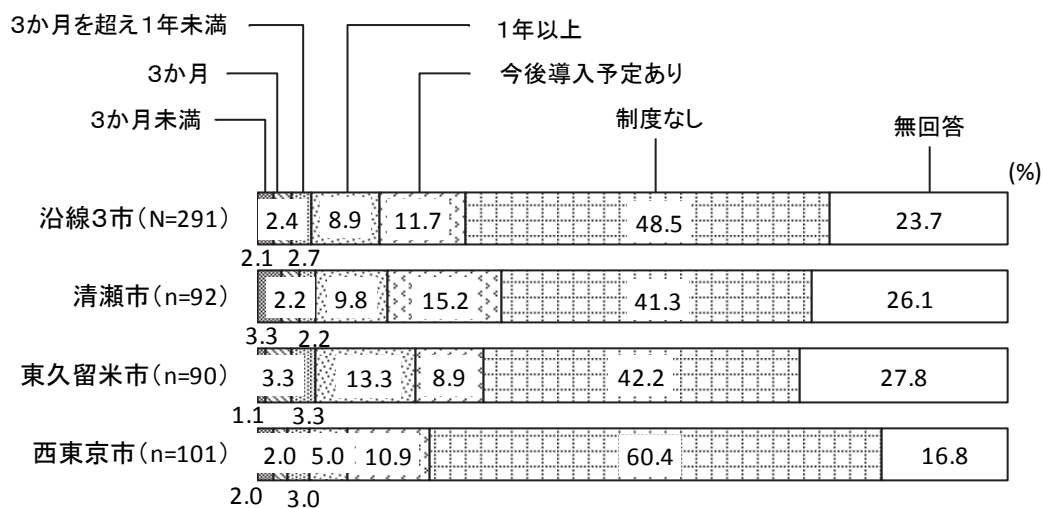 3か月を超え1年未満
1年以上
3か月
今後導入予定あり
3か月未満
制度なし
無回答
(%)
沿線3市(N=291)
2.4
8.9
11.7
48.5
23.7
2.1
2.7
清瀬市(n=92)
2.2
9.8
15.2
41.3
26.1
3.3
2.2
東久留米市(n=90)
3.3
13.3
8.9
42.2
27.8
1.1
3.3
西東京市(n=101)
2.0
5.0
10.9
60.4
16.8
2.0
3.0